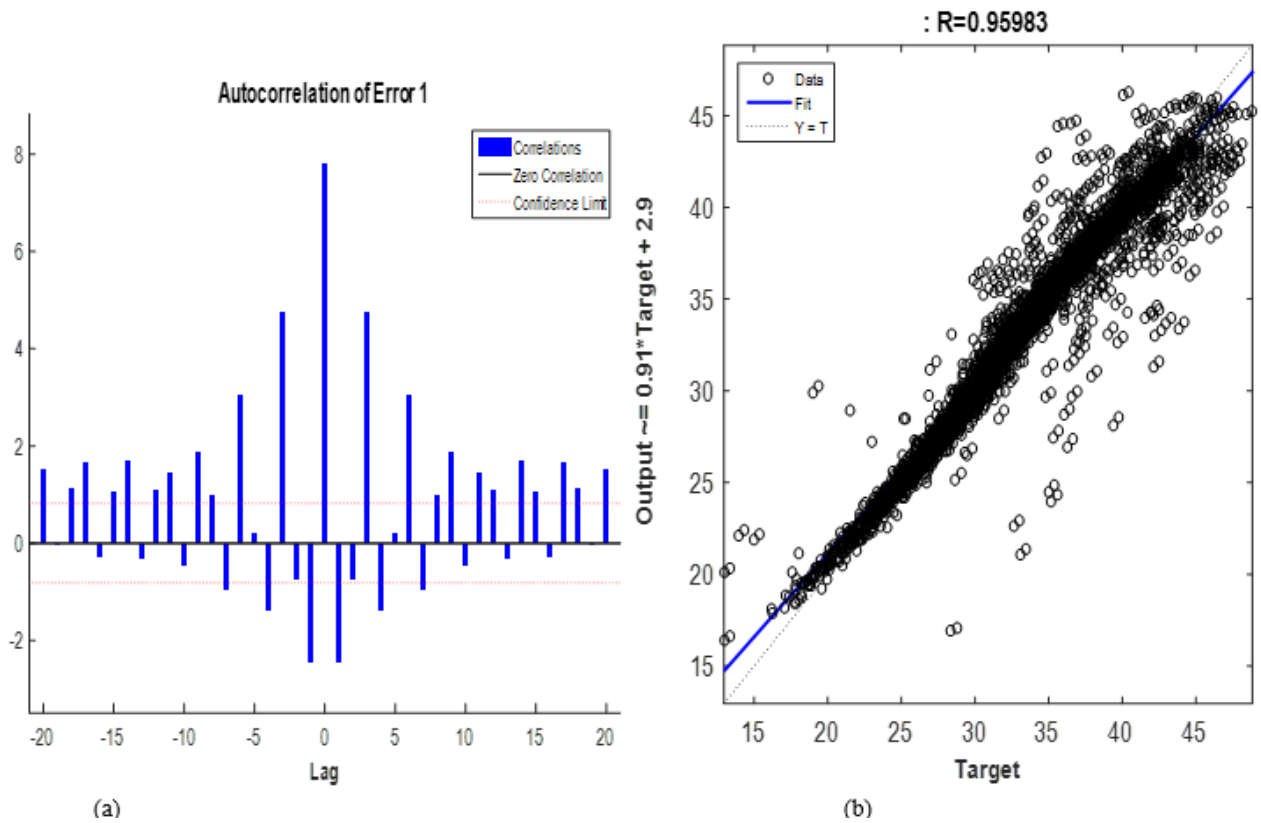 Autocorrelation of Error 1
Correlations
Zero Correlation
Confidence Limit
8
6
4
2
0
-2
-20 -15 -10 -5 0 5 10 15 20
Lag
(a)
: R=0.95983
Data
Fit
Y = T
Output ~= 0.91*Target + 2.9
45
40
35
30
25
20
15
15 20 25 30 35 40 45
Target
(b)